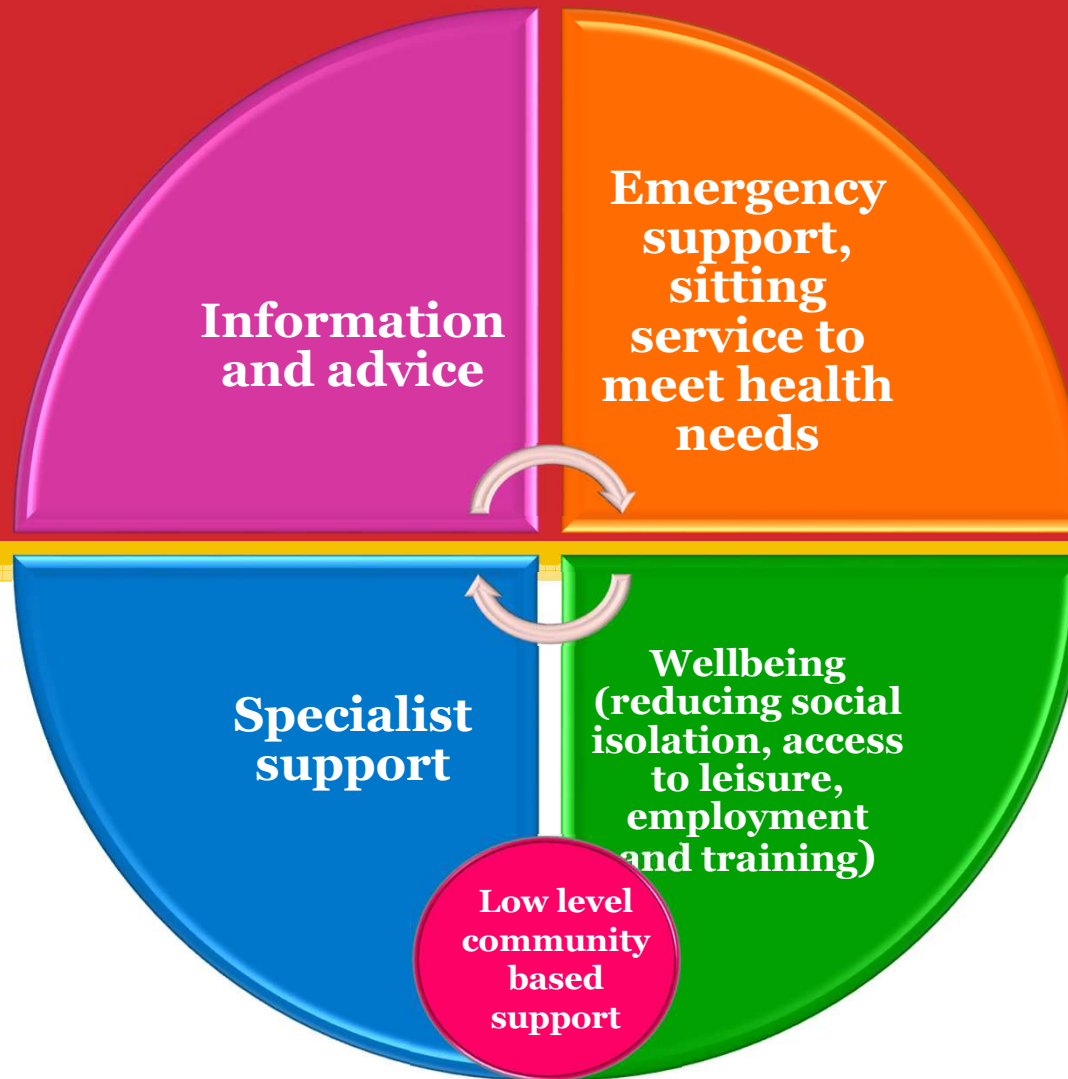 Information
and advice
Emergency
support,
sitting
service to
meet health
needs
Specialist
support
Wellbeing
(reducing social
isolation, access
to leisure,
employment
and training)
Low level
community
based
support